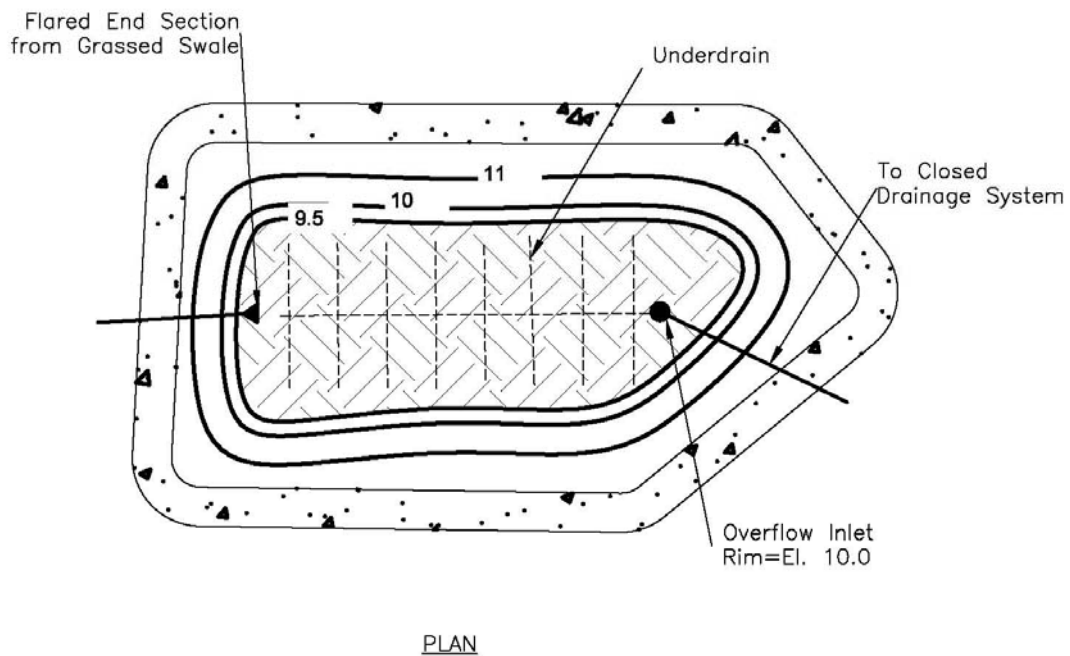 Flared End Section
from Grassed Swale
Underdrain
To Closed
Drainage System
11
10
9.5
Overflow Inlet
Rim=El. 10.0
PLAN